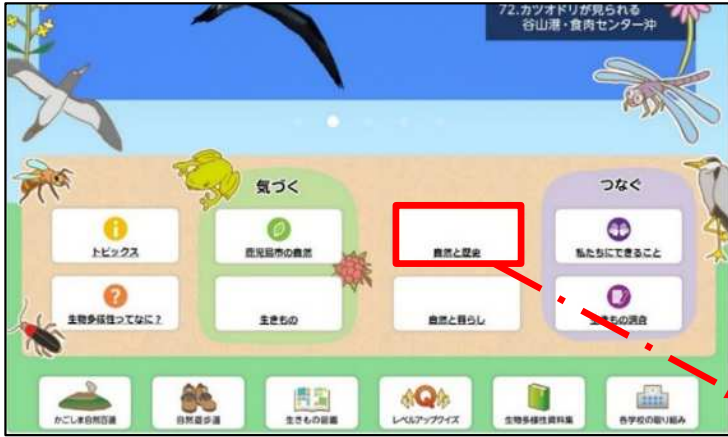 72.カツオドリが見られる
谷山港・食肉センター沖
気づく
つなぐ
トピックス
鹿児島市の自然
自然と歴史
私たちにできること
生物多様性ってなに？
生きもの
自然と暮らし
生きもの演自
かごしま自然百選
自然遊歩道
生きもの図鑑
レベルアップクイズ
生物多様性資料集
各学校の取り組み